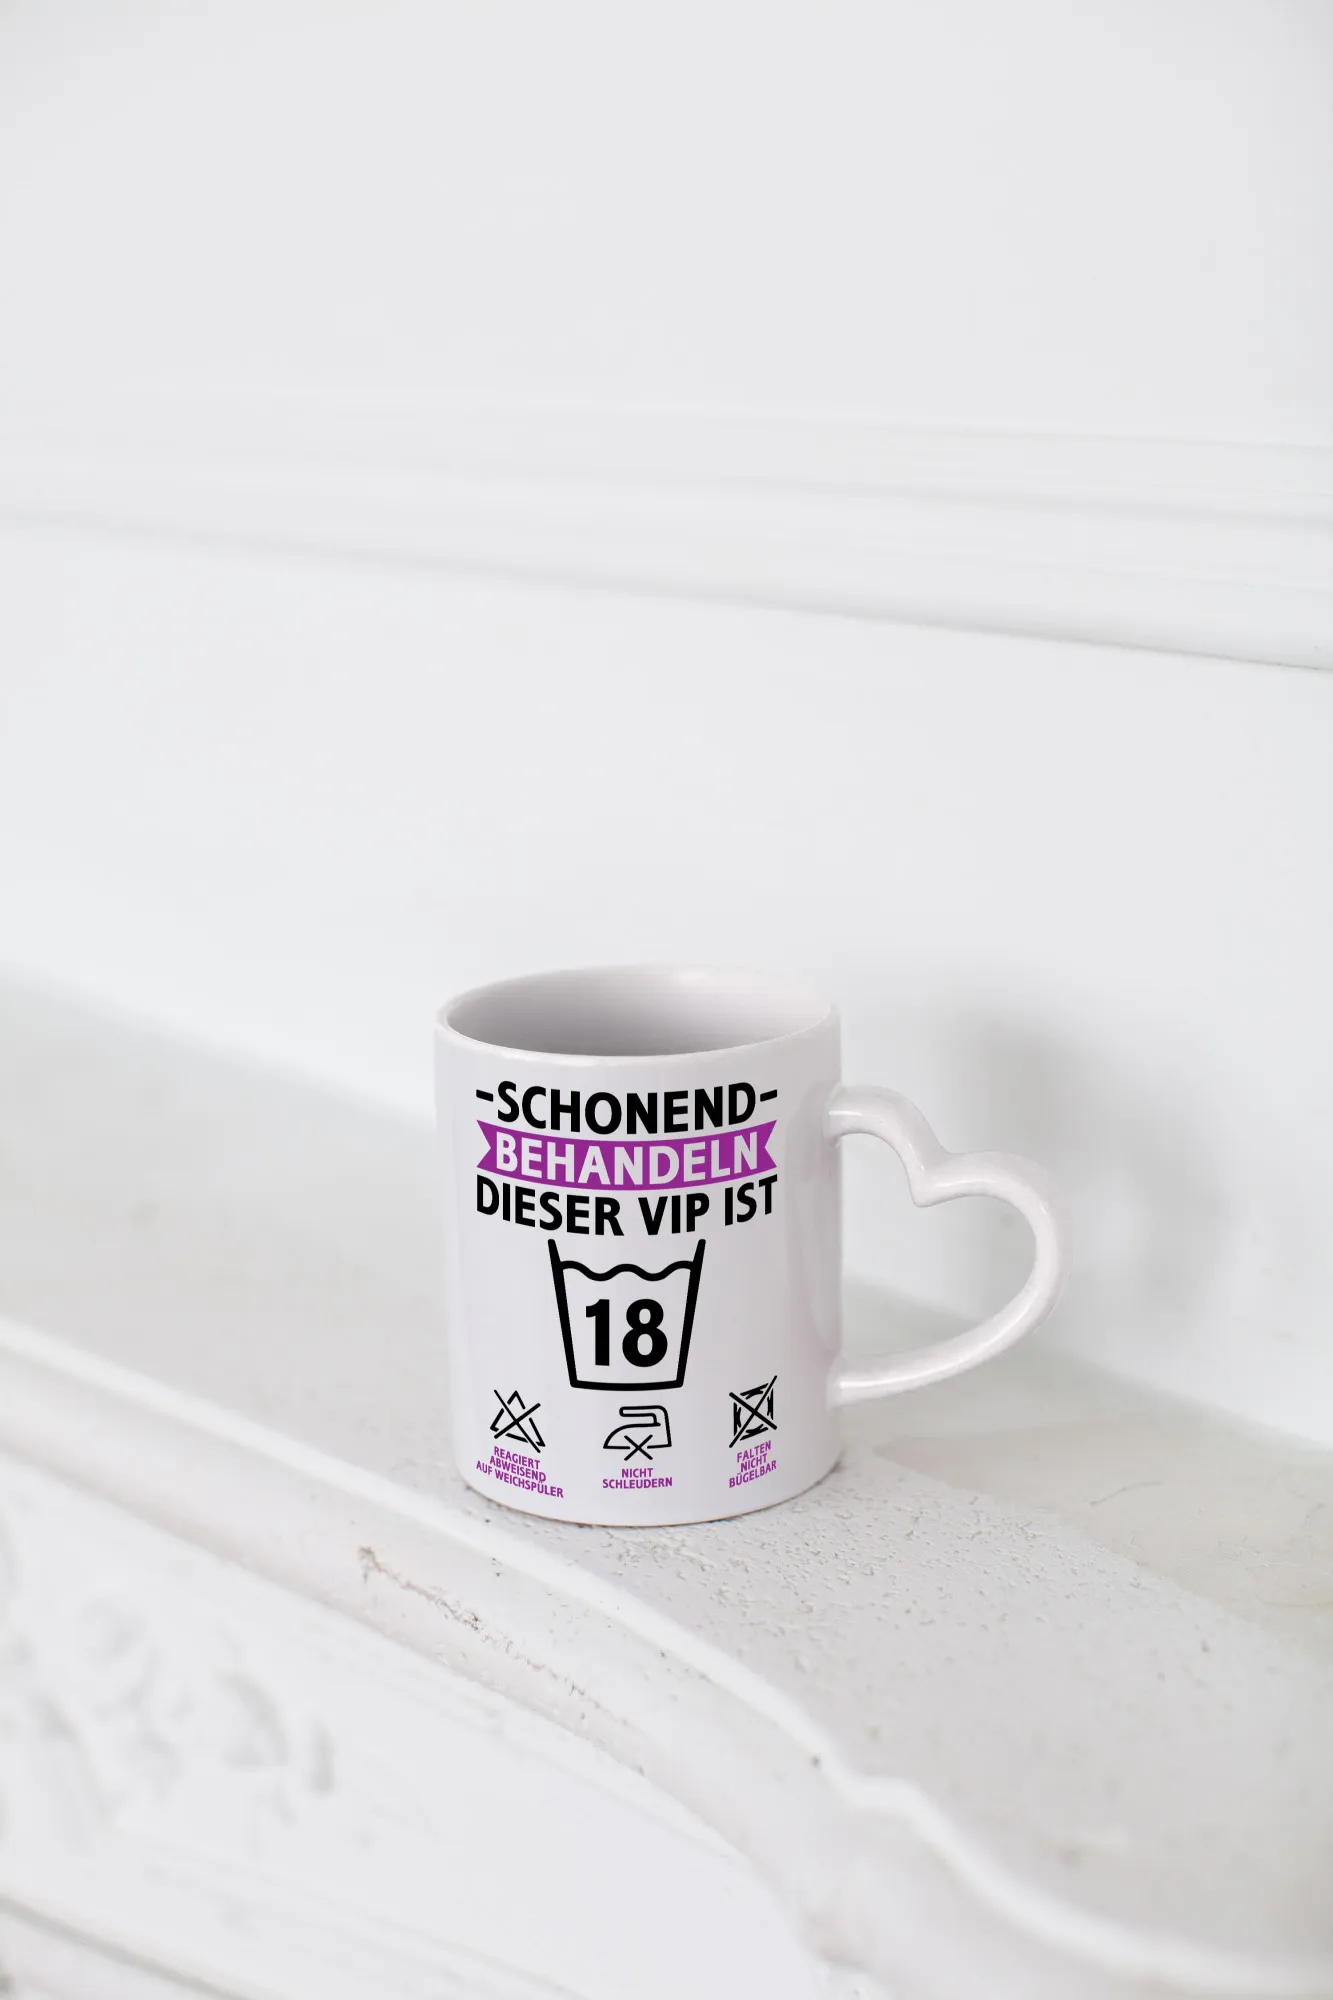 -SCHONEND-
BEHANDELN
DIESER VIP IST
18
REAGIERT
ABWEISEND
AUF WEICHSPÜLER
NICHT
SCHLEUDERN
FALTEN
NICHT
BÜGELBAR